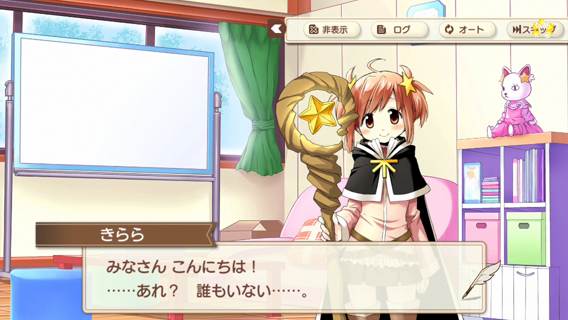 非表示
ログ
オート
スキップ
きらら
みなさん こんにちは！
……あれ？　誰もいない……。